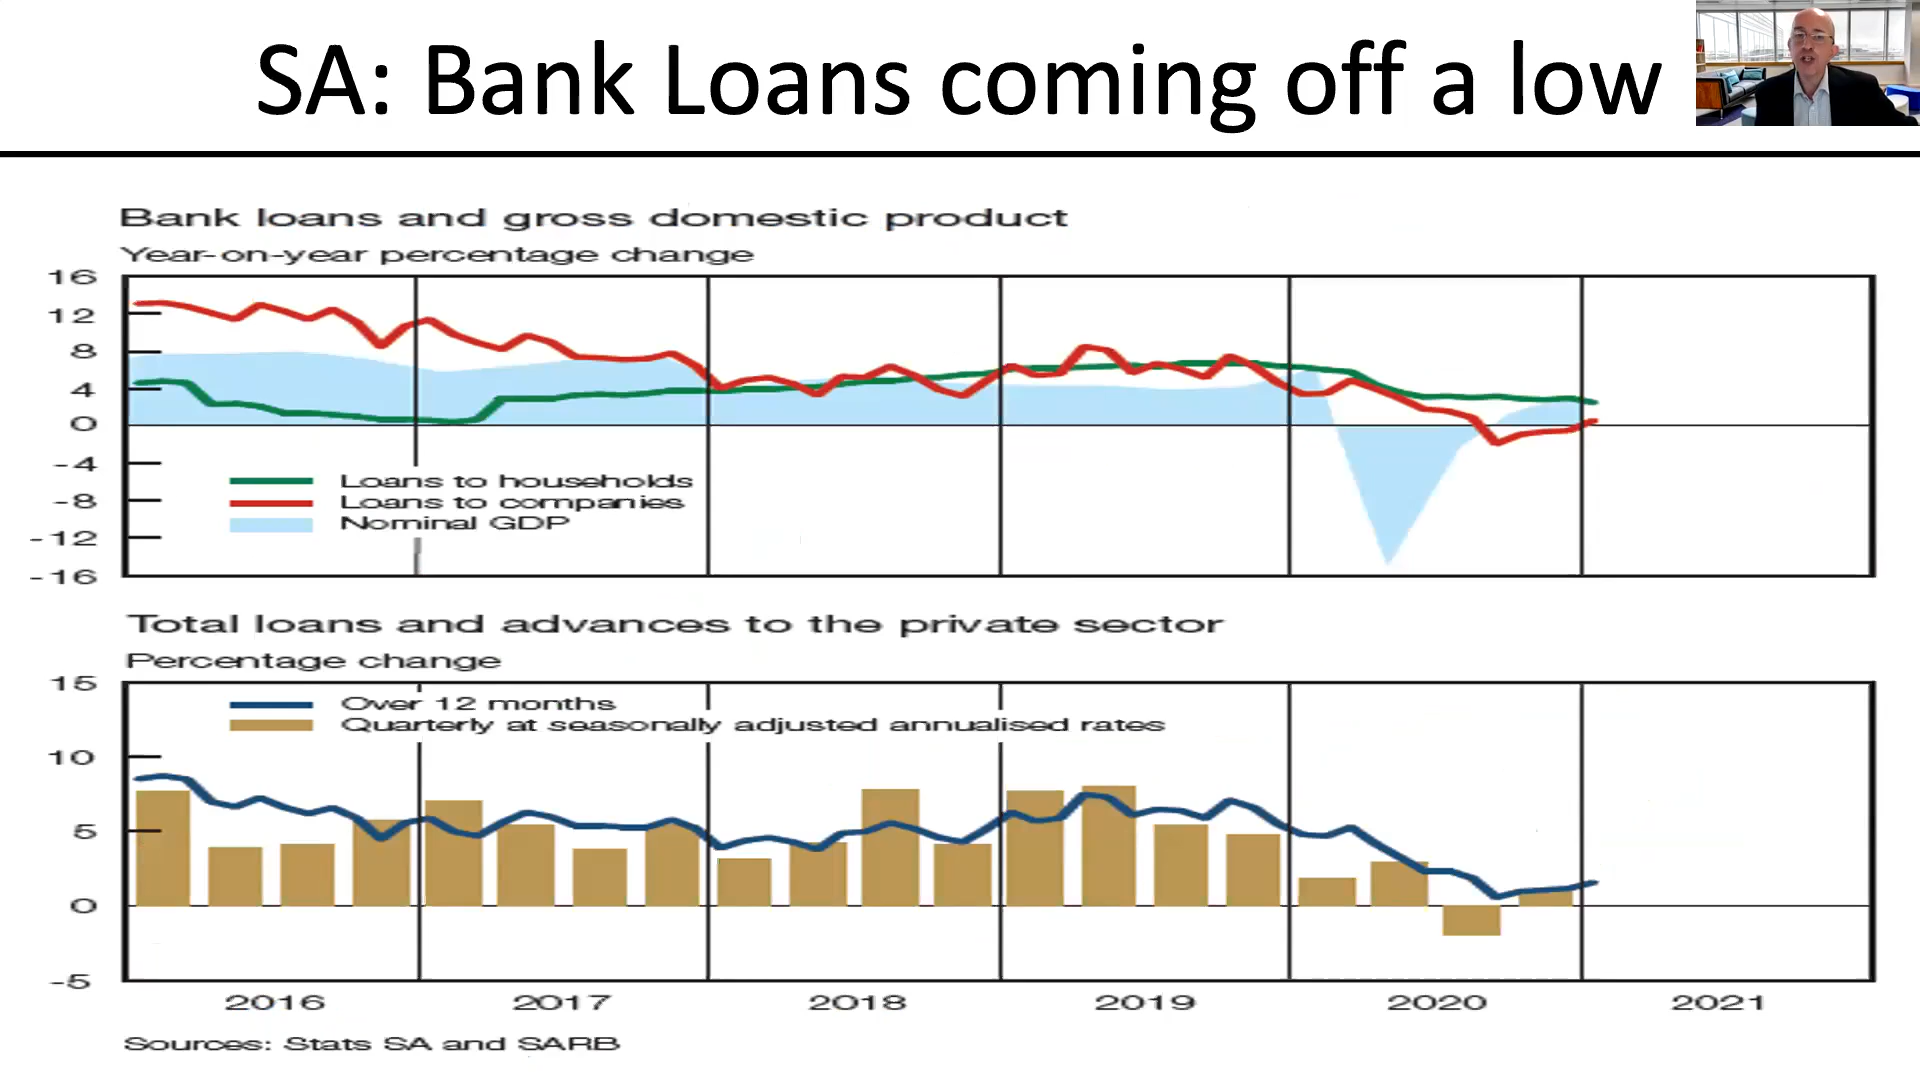 SA: Bank Loans coming off a low
Bank loans and gross domestic product
Year-on-year percentage change
16
12
8
4
0
-4
-8
-12
-16
Loans to households
Loans to companies
Nominal GDP
Total loans and advances to the private sector
Percentage change
15
10
5
0
-5
Over 12 months
Quarterly at seasonally adjusted annualised rates
2016 2017 2018 2019 2020 2021
Sources: Stats SA and SARB